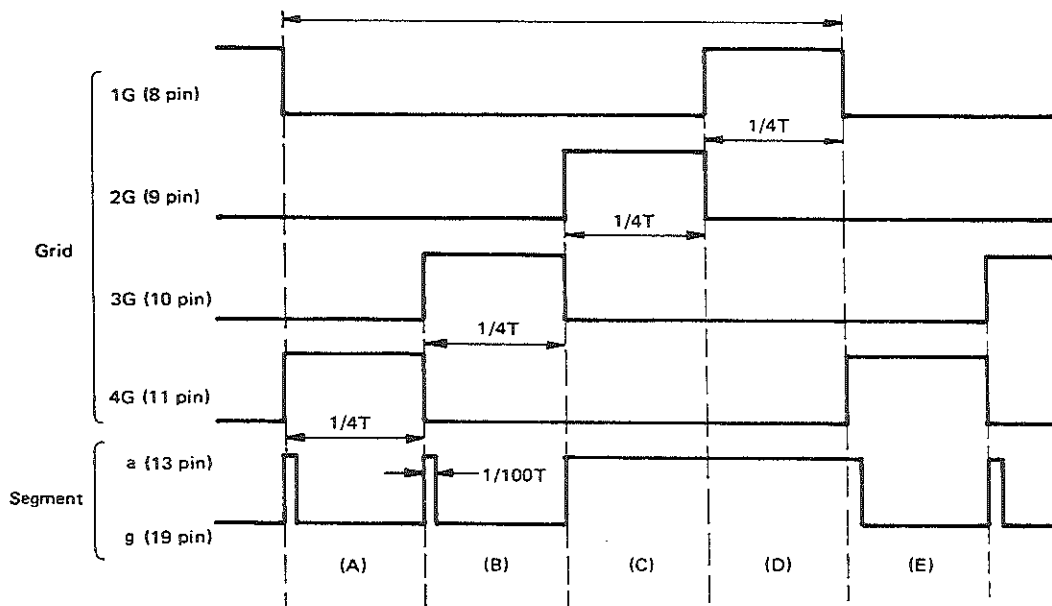 1G (8 pin)
1/4T
2G (9 pin)
1/4T
Grid
3G (10 pin)
1/4T
4G (11 pin)
1/4T
a (13 pin)
1/100T
Segment
g (19 pin)
(A)
(B)
(C)
(D)
(E)